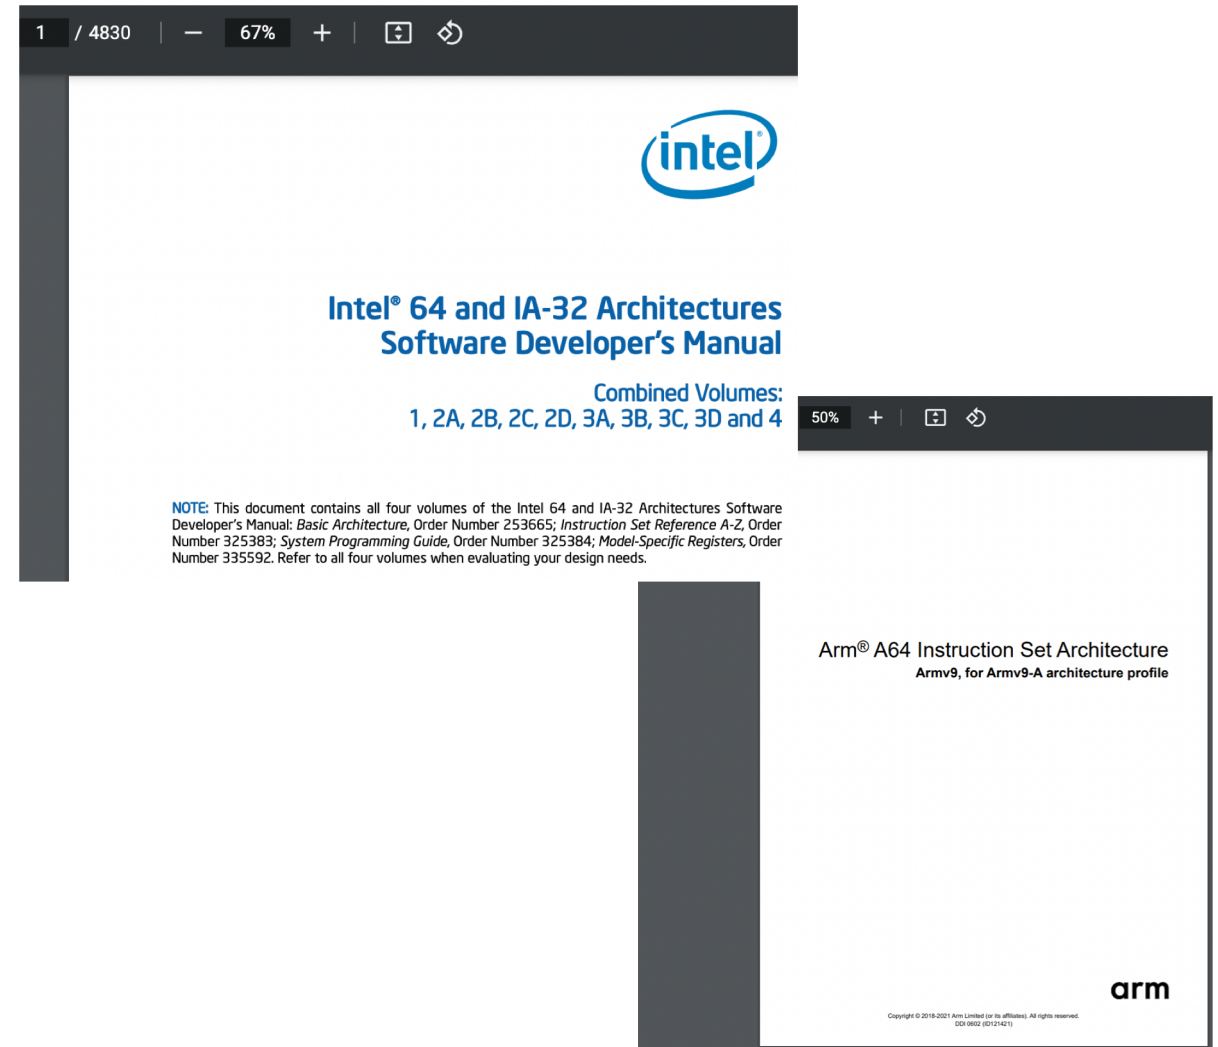 1 / 4830 67%
intel®
Intel® 64 and IA-32 Architectures
Software Developer's Manual
Combined Volumes:
1, 2A, 2B, 2C, 2D, 3A, 3B, 3C, 3D and 4
NOTE: This document contains all four volumes of the Intel 64 and IA-32 Architectures Software
Developer's Manual: Basic Architecture, Order Number 253665; Instruction Set Reference A-Z, Order
Number 325383; System Programming Guide, Order Number 325384; Model-Specific Registers, Order
Number 335592. Refer to all four volumes when evaluating your design needs.
50%
Arm® A64 Instruction Set Architecture
Armv9, for Armv9-A architecture profile
arm
Copyright © 2018-2021 Arm Limited (or its affiliates). All rights reserved.
DDI 0602 (ID121421)